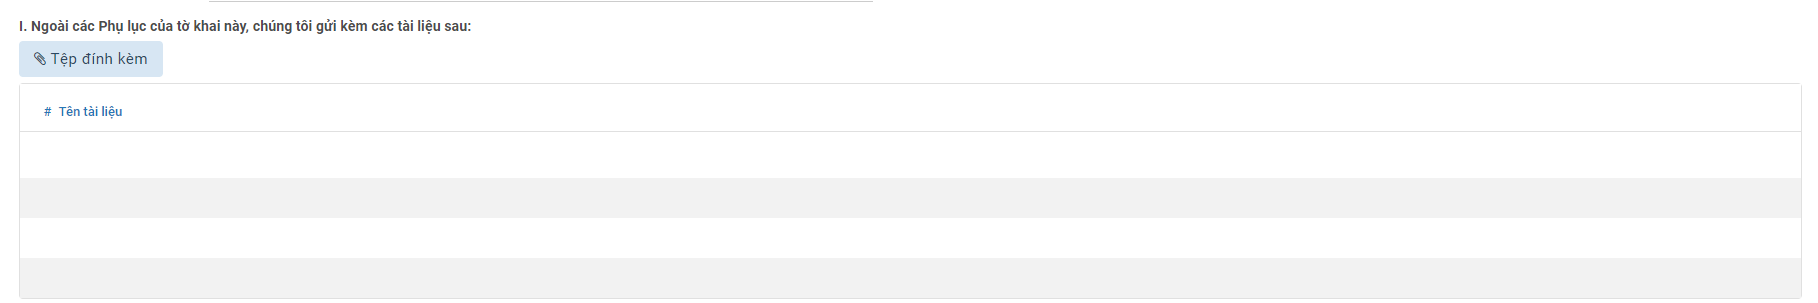 I. Ngoài các Phụ lục của tờ khai này, chúng tôi gửi kèm các tài liệu sau:
Tệp đính kèm
# Tên tài liệu